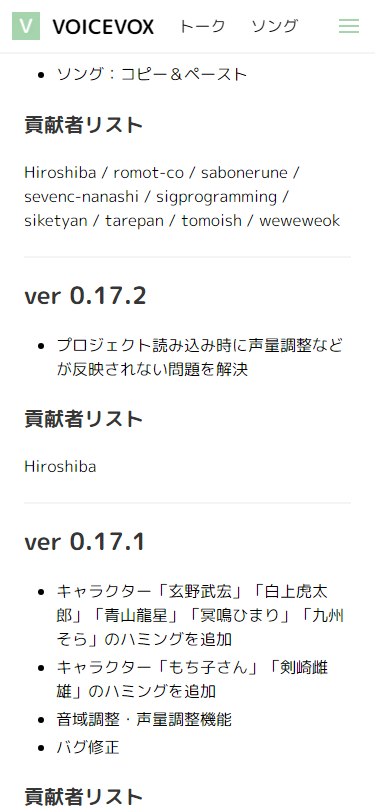 V VOICEVOX トーク ソング
ソング：コピー＆ペースト
貢献者リスト
Hiroshiba / romot-co / sabonerune /
sevenc-nanashi / sigprogramming /
siketyan / tarepan / tomoish / weweweok
ver 0.17.2
プロジェクト読み込み時に声量調整など
が反映されない問題を解決
貢献者リスト
Hiroshiba
ver 0.17.1
キャラクター「玄野武宏」「白上虎太
郎」「青山龍星」「冥鳴ひまり」「九州
そら」のハミングを追加
キャラクター「もち子さん」「剣崎雌
雄」のハミングを追加
音域調整・声量調整機能
バグ修正
貢献者リスト